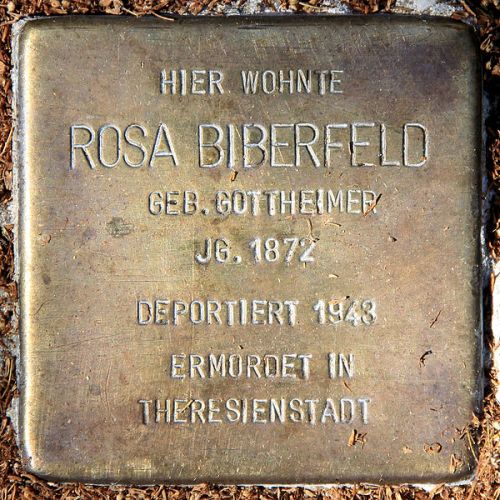 HIER WOHNTE
ROSA BIBERFELD
GEB. GOTTHEIMER
JG. 1872
DEPORTIERT 1943
ERMORDET IN
THERESIENSTADT